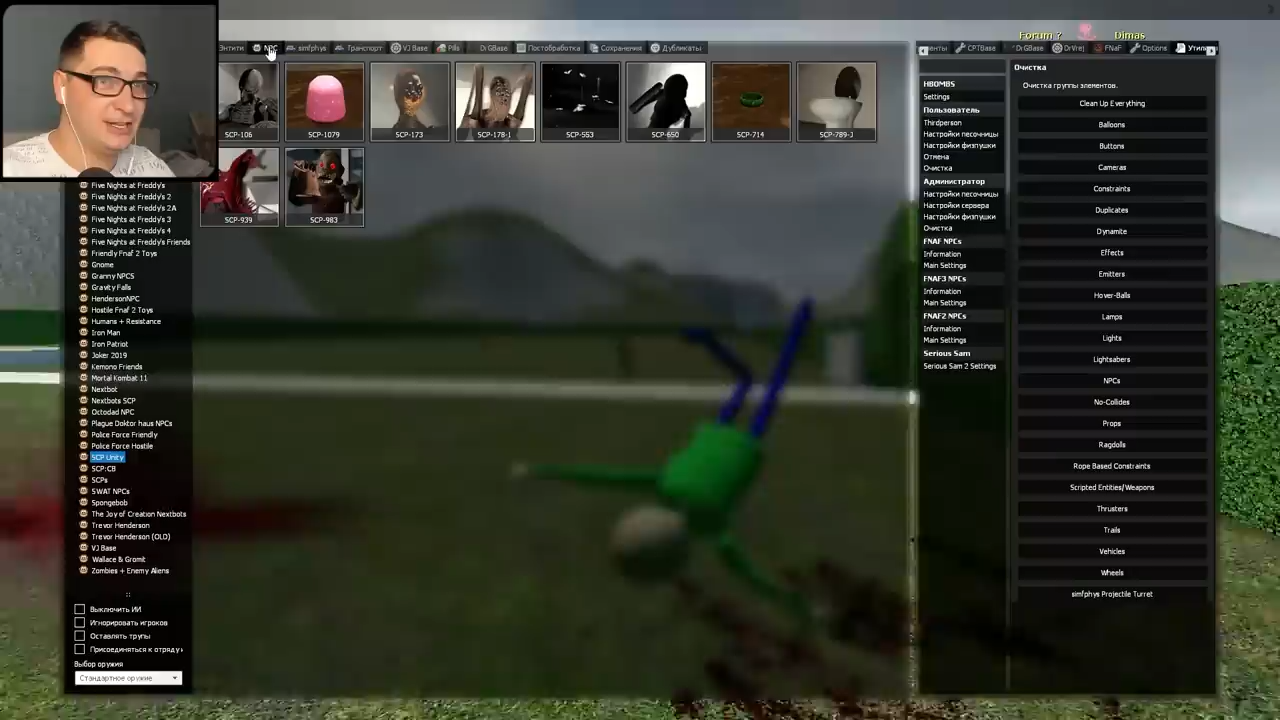 Forum ?
Dimas
нтити
NPC
simfphys
Транспорт
VJ Base
Pills
DrGBase
Постобработка
Сохранения
Дубликаты
енты
CPTBase
DrGBase
DrVrej
FNaF
Options
Утили
SCP-106
SCP-1079
SCP-173
SCP-178-1
SCP-553
SCP-650
SCP-714
SCP-789-J
SCP-939
SCP-983
Five Nights at Freddy's
Five Nights at Freddy's 2
Five Nights at Freddy's 2A
Five Nights at Freddy's 3
Five Nights at Freddy's 4
Five Nights at Freddy's Friends
Friendly Fnaf 2 Toys
Gnome
Granny NPCS
Gravity Falls
HendersonNPC
Hostile Fnaf 2 Toys
Humans + Resistance
Iron Man
Iron Patriot
Joker 2019
Kemono Friends
Mortal Kombat 11
Nextbot
Nextbots SCP
Octodad NPC
Plague Doktor haus NPCs
Police Force Friendly
Police Force Hostile
SCP Unity
SCP:CB
SCPs
SWAT NPCs
Spongebob
The Joy of Creation Nextbots
Trevor Henderson
Trevor Henderson (OLD)
VJ Base
Wallace & Gromit
Zombies + Enemy Aliens
Выключить ИИ
Игнорировать игроков
Оставлять трупы
Присоединяться к отряду
Выбор оружия
Стандартное оружие
HBOMBS
Settings
Пользователь
Thirdperson
Настройки песочницы
Настройки физпушки
Отмена
Очистка
Администратор
Настройки песочницы
Настройки сервера
Настройки физпушки
Очистка
FNAF NPCs
Information
Main Settings
FNAF3 NPCs
Information
Main Settings
FNAF2 NPCs
Information
Main Settings
Serious Sam
Serious Sam 2 Settings
Очистка
Очистка группы элементов.
Clean Up Everything
Balloons
Buttons
Cameras
Constraints
Duplicates
Dynamite
Effects
Emitters
Hover-Balls
Lamps
Lights
Lightsabers
NPCs
No-Collides
Props
Ragdolls
Rope Based Constraints
Scripted Entities/Weapons
Thrusters
Trails
Vehicles
Wheels
simfphys Projectile Turret